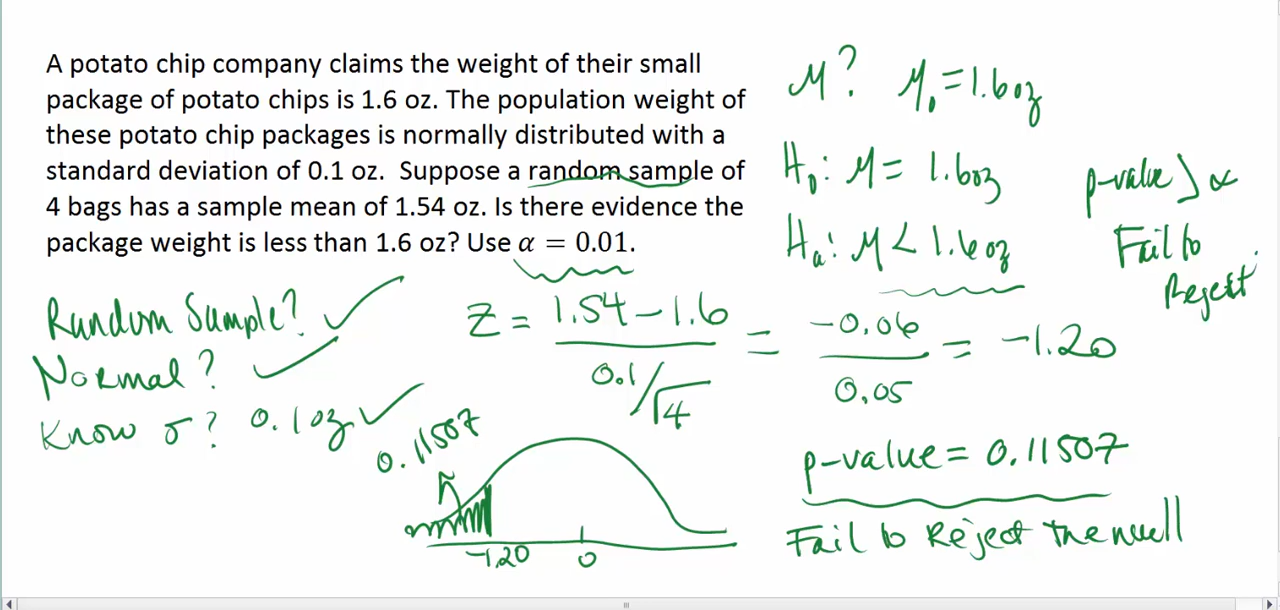 A potato chip company claims the weight of their small
package of potato chips is 1.6 oz. The population weight of
these potato chip packages is normally distributed with a
standard deviation of 0.1 oz. Suppose a random sample of
4 bags has a sample mean of 1.54 oz. Is there evidence the
package weight is less than 1.6 oz? Use α = 0.01.
M? M₀ = 1.6oz
H₀: M = 1.6oz
Hₐ: M < 1.6oz
p-value > α
Fail to
Reject
Random Sample? ✓
Normal? ✓
Know σ? 0.1oz ✓
Z = (1.54 - 1.6) / (0.1/√4) = -0.06 / 0.05 = -1.20
0.11507
-1.20 0
p-value = 0.11507
Fail to Reject the null